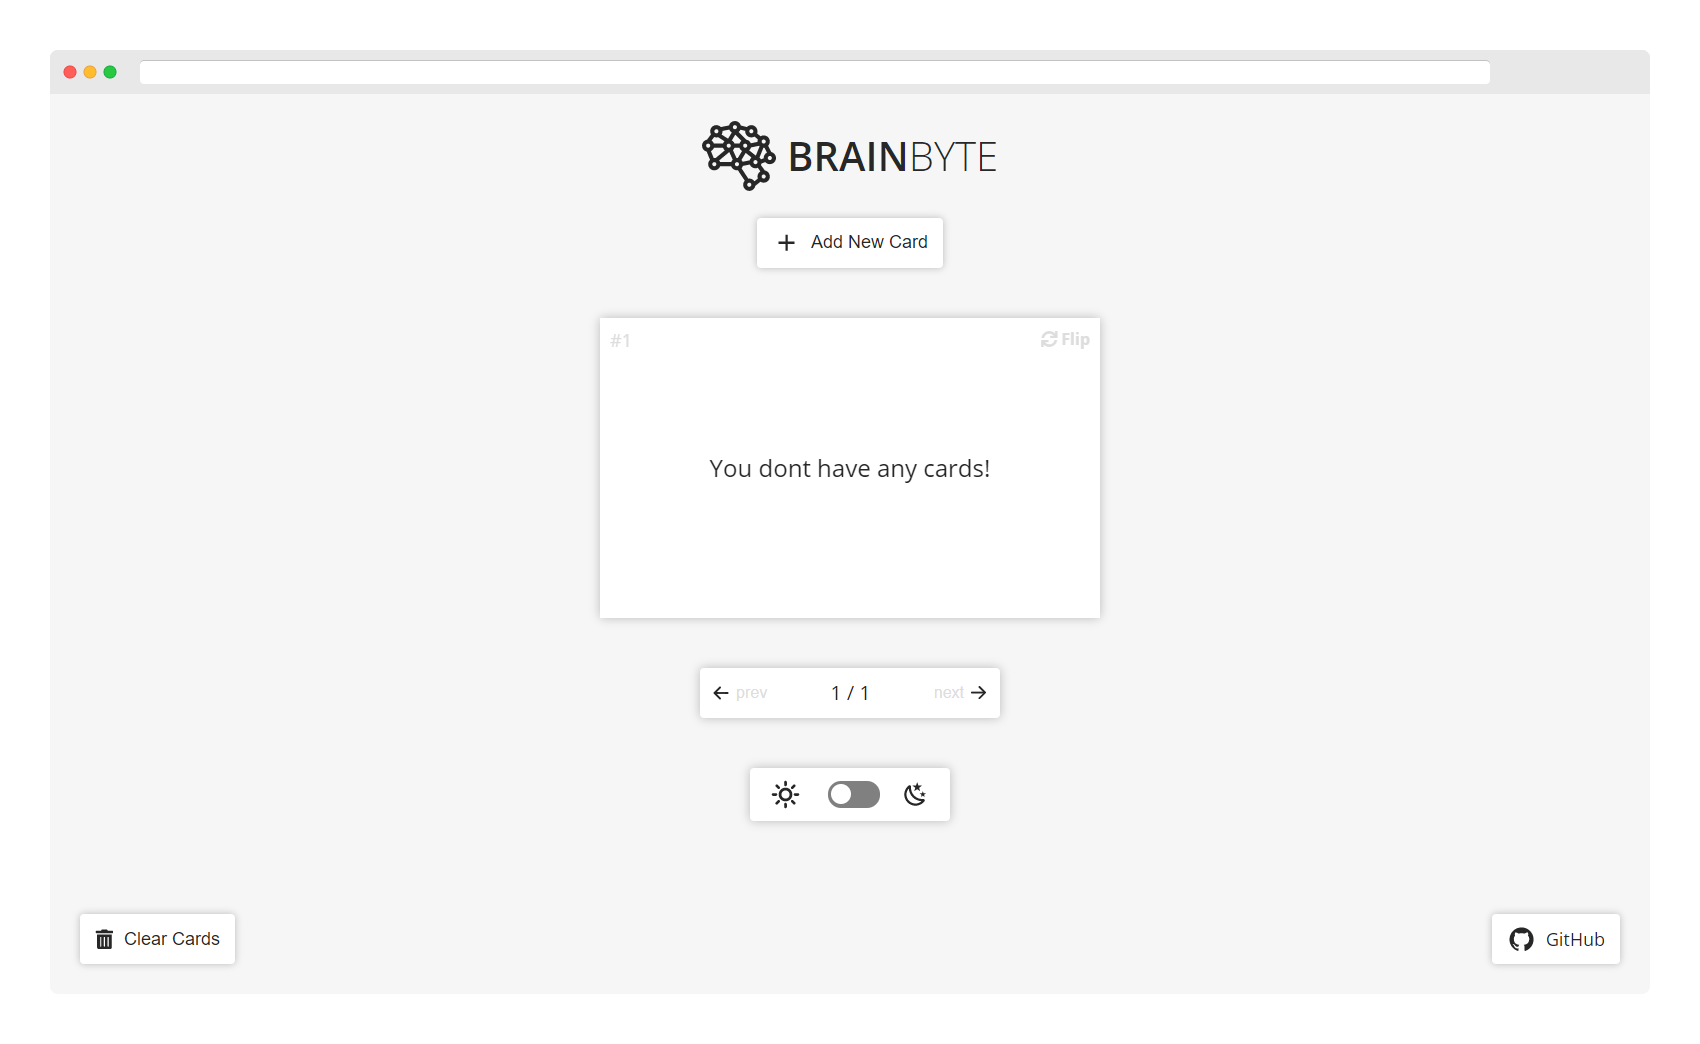 BRAINBYTE
Add New Card
#1
Flip
You dont have any cards!
prev
1 / 1
next
Clear Cards
GitHub